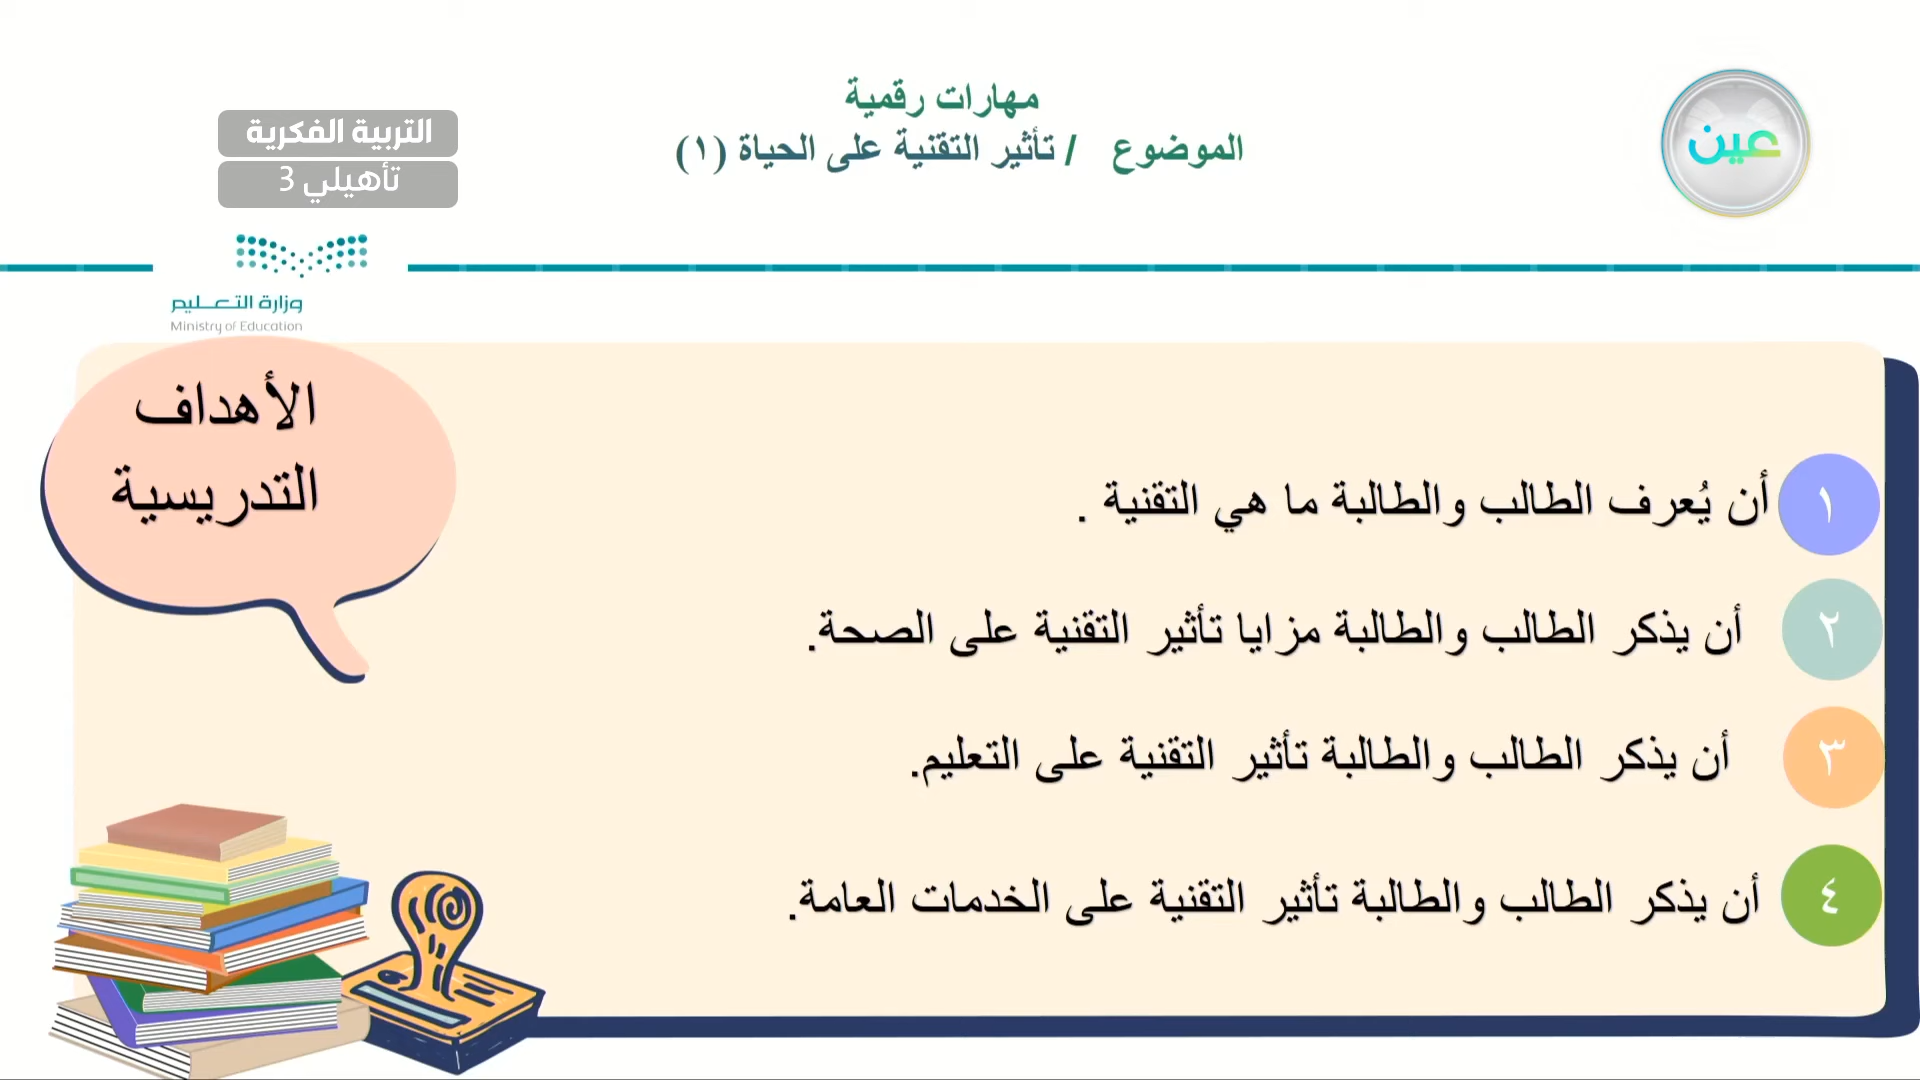 مهارات رقمية
الموضوع / تأثير التقنية على الحياة (١)
عين
التربية الفكرية
تأهيلي 3
وزارة التعليم
Ministry of Education
الأهداف
التدريسية
١ أن يُعرف الطالب والطالبة ما هي التقنية .
٢ أن يذكر الطالب والطالبة مزايا تأثير التقنية على الصحة.
٣ أن يذكر الطالب والطالبة تأثير التقنية على التعليم.
٤ أن يذكر الطالب والطالبة تأثير التقنية على الخدمات العامة.